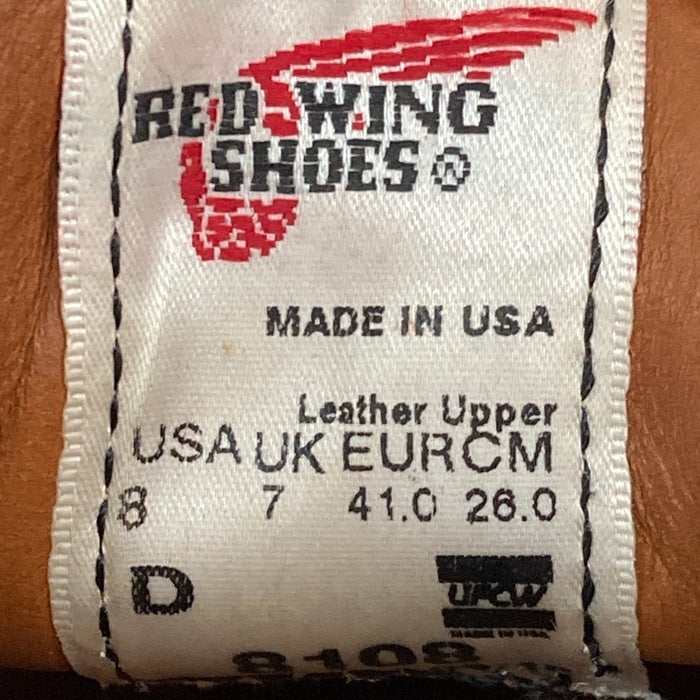 RED WING
SHOES®
MADE IN USA
Leather Upper
USA UK EUR CM
8 7 41.0 26.0
D
UFCW
MADE IN USA
8108